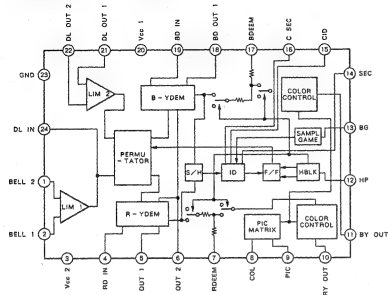 DL OUT 2
DL OUT 1
Vcc 1
BD IN
BD OUT 1
BDEEM
C SEC
CID
22
21
20
19
18
17
16
15
GND
23
LIM 2
B-YDEM
COLOR
CONTROL
14
SEC
DL IN
24
PERMU
-TATOR
D
D
SAMPL
GAME
13
BG
BELL 2
1
LIM 1
S/H
ID
F/F
HBLK
12
HP
BELL 1
2
R-YDEM
D
D
PIC
MATRIX
COLOR
CONTROL
11
BY OUT
3
4
5
6
7
8
9
10
Vcc 2
RD IN
OUT 1
OUT 2
RDEEM
COL
PIC
RY OUT